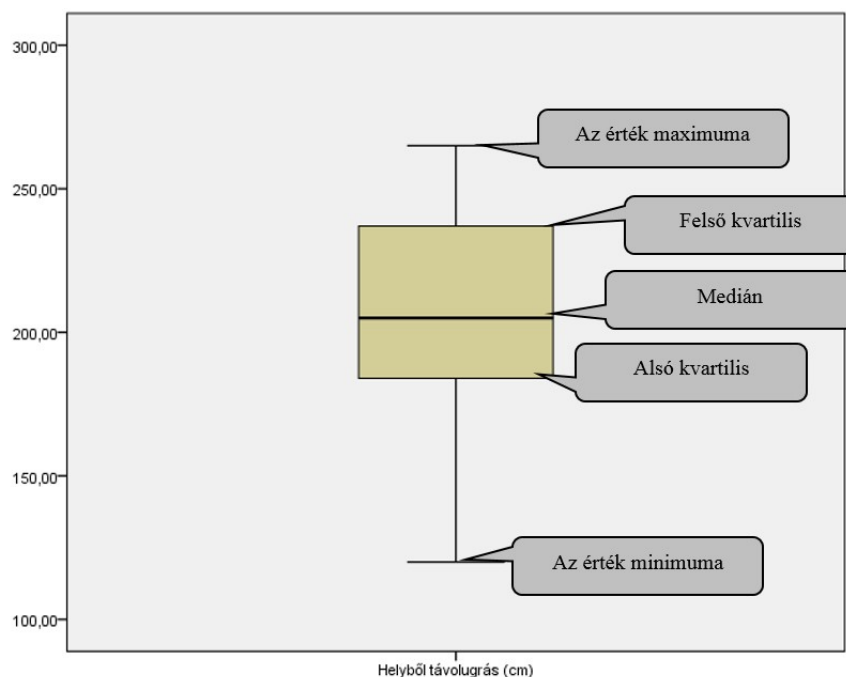 300,00
Az érték maximuma
250,00
Felső kvartilis
Medián
200,00
Alsó kvartilis
150,00
Az érték minimuma
100,00
Helyből távolugrás (cm)